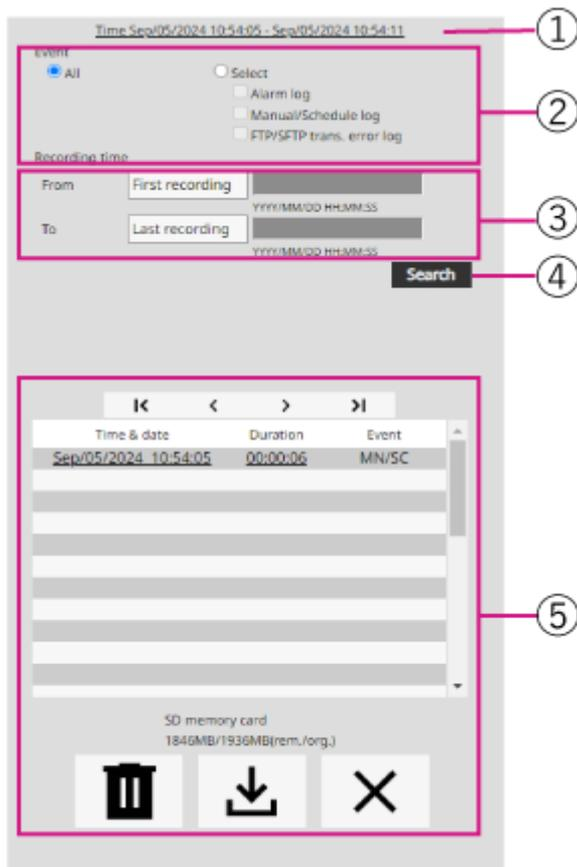 Time Sep/05/2024 10:54:05 - Sep/05/2024 10:54:11
①
Event
All
Select
Alarm log
Manual/Schedule log
FTP/SFTP trans. error log
②
Recording time
From
First recording
YYYY/MM/DD HH:MM:SS
To
Last recording
YYYY/MM/DD HH:MM:SS
③
Search
④
Time & date Duration Event
Sep/05/2024 10:54:05 00:00:06 MN/SC
⑤
SD memory card
1846MB/1936MB(rem./org.)